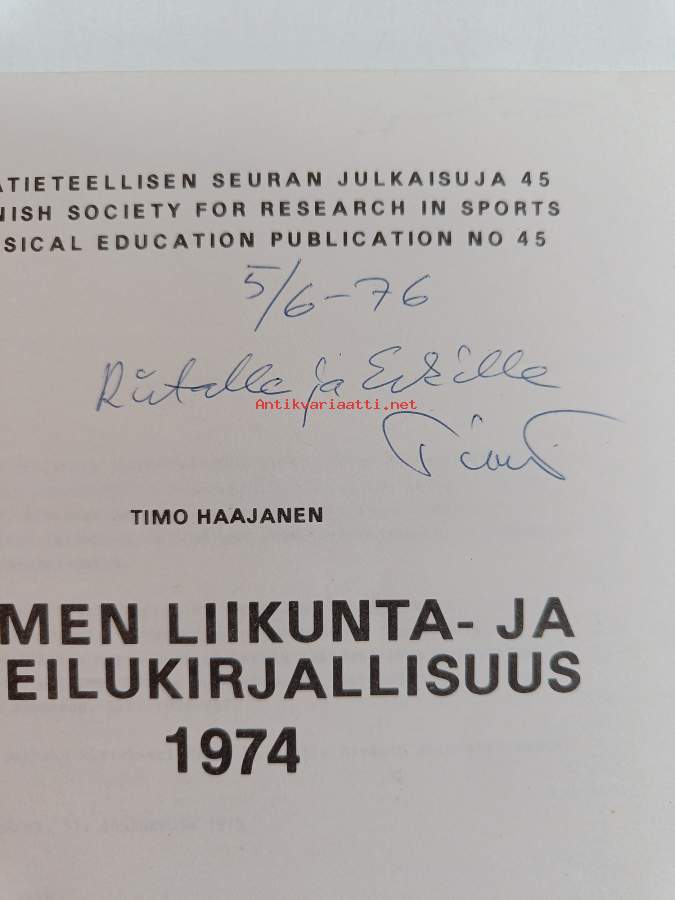 ATIETEELLISEN SEURAN JULKAISUJA 45
NISH SOCIETY FOR RESEARCH IN SPORTS
SICAL EDUCATION PUBLICATION NO 45
5/6-76
Riitalle ja Erkille
Antikvariaatti.net
Timo
TIMO HAAJANEN
MEN LIIKUNTA- JA
EILUKIRJALLISUUS
1974